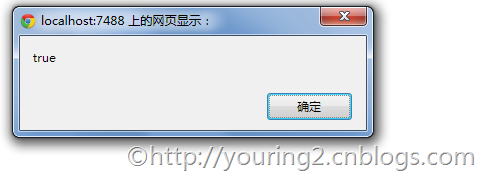 localhost:7488 上的网页显示：
true
确定
©http://youring2.cnblogs.com